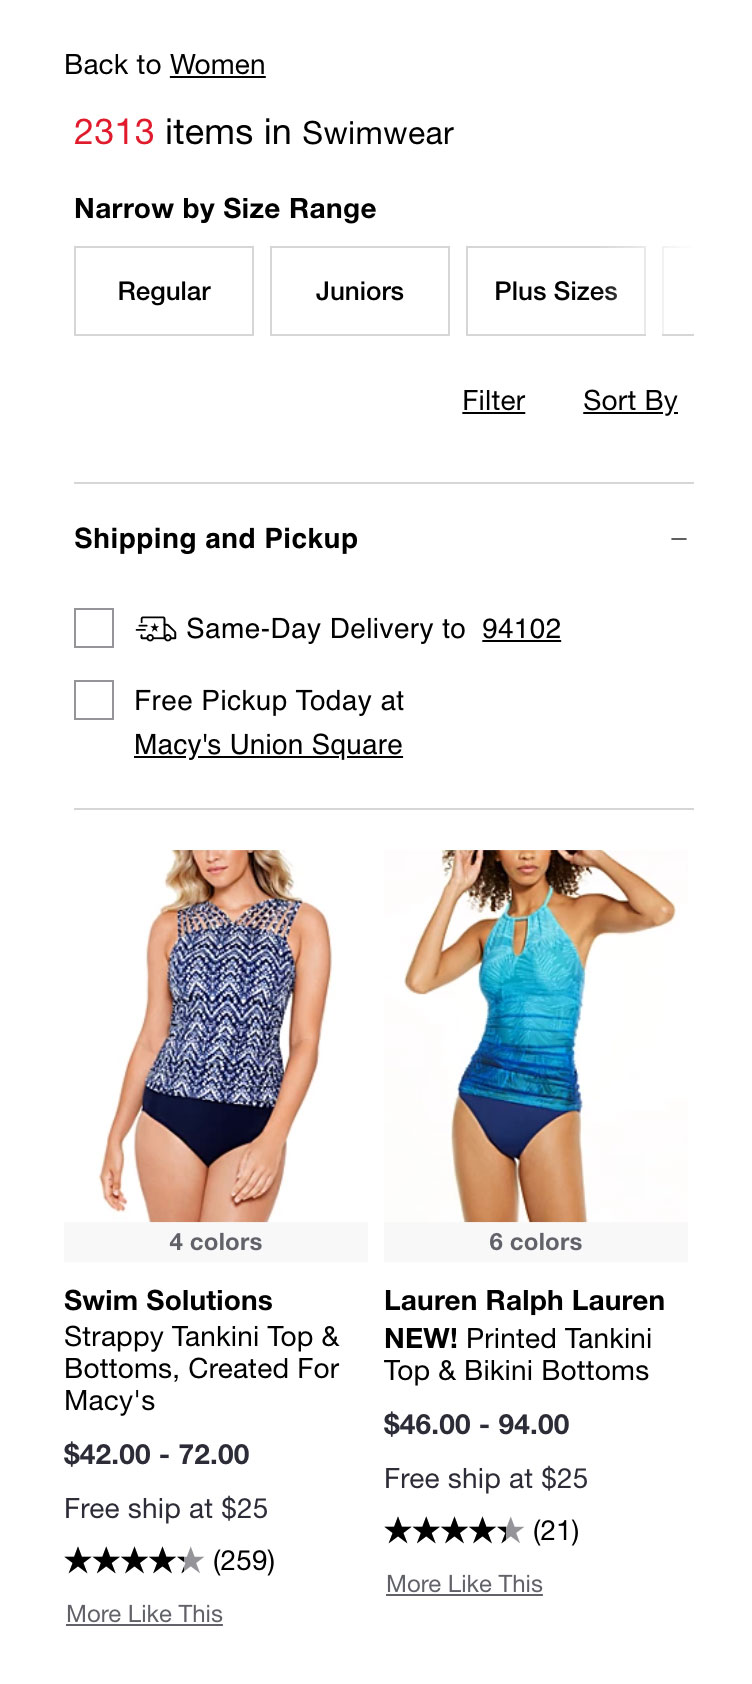 Back to Women
2313 items in Swimwear
Narrow by Size Range
Regular
Juniors
Plus Sizes
Filter
Sort By
Shipping and Pickup
Same-Day Delivery to 94102
Free Pickup Today at
Macy's Union Square
4 colors
Swim Solutions
Strappy Tankini Top &
Bottoms, Created For
Macy's
$42.00 - 72.00
Free ship at $25
(259)
More Like This
6 colors
Lauren Ralph Lauren
NEW! Printed Tankini
Top & Bikini Bottoms
$46.00 - 94.00
Free ship at $25
(21)
More Like This